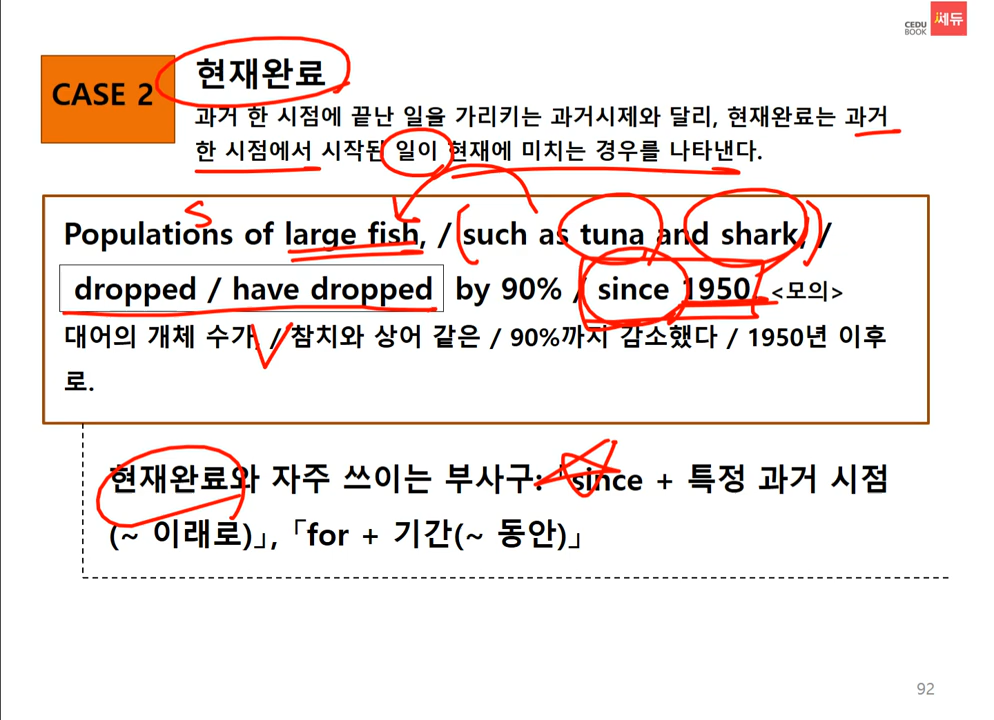 CEDU
BOOK
쎄듀
CASE 2
현재완료
과거 한 시점에 끝난 일을 가리키는 과거시제와 달리, 현재완료는 과거
한 시점에서 시작된 일이 현재에 미치는 경우를 나타낸다.
S
Populations of large fish, / (such as tuna and shark,) /
dropped / have dropped by 90% / since 1950. <모의>
대어의 개체 수가, / 참치와 상어 같은 / 90%까지 감소했다 / 1950년 이후
로.
현재완료와 자주 쓰이는 부사구: 「since + 특정 과거 시점
(~ 이래로)」, 「for + 기간(~ 동안)」
92